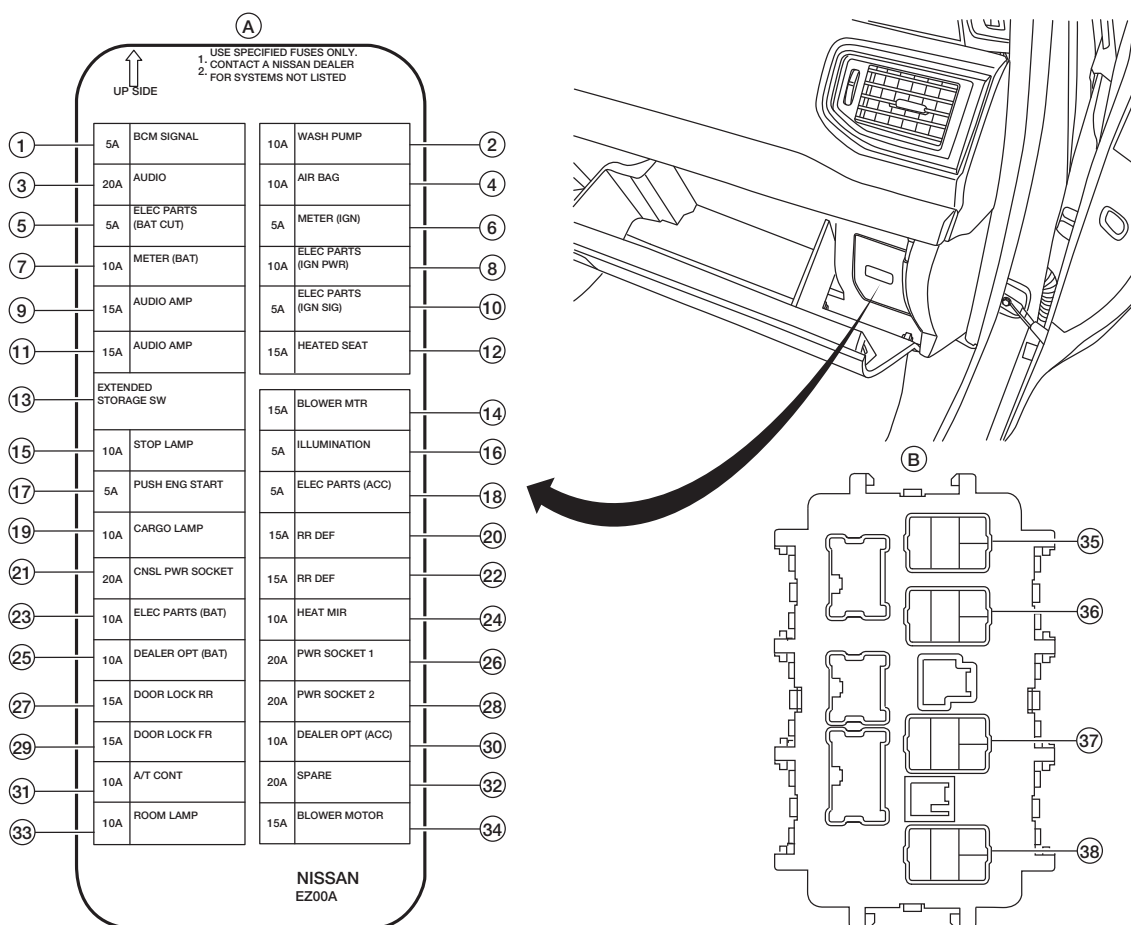 A
USE SPECIFIED FUSES ONLY.
1. CONTACT A NISSAN DEALER
2. FOR SYSTEMS NOT LISTED
UP SIDE
1 5A BCM SIGNAL
10A WASH PUMP 2
3 20A AUDIO
10A AIR BAG 4
5 5A ELEC PARTS
(BAT CUT)
5A METER (IGN) 6
7 10A METER (BAT)
10A ELEC PARTS
(IGN PWR) 8
9 15A AUDIO AMP
5A ELEC PARTS
(IGN SIG) 10
11 15A AUDIO AMP
15A HEATED SEAT 12
13 EXTENDED
STORAGE SW
15A BLOWER MTR 14
15 10A STOP LAMP
5A ILLUMINATION 16
17 5A PUSH ENG START
5A ELEC PARTS (ACC) 18
19 10A CARGO LAMP
15A RR DEF 20
21 20A CNSL PWR SOCKET
15A RR DEF 22
23 10A ELEC PARTS (BAT)
10A HEAT MIR 24
25 10A DEALER OPT (BAT)
20A PWR SOCKET 1 26
27 15A DOOR LOCK RR
20A PWR SOCKET 2 28
29 15A DOOR LOCK FR
10A DEALER OPT (ACC) 30
31 10A A/T CONT
20A SPARE 32
33 10A ROOM LAMP
15A BLOWER MOTOR 34
NISSAN
EZ00A
B
35
36
37
38